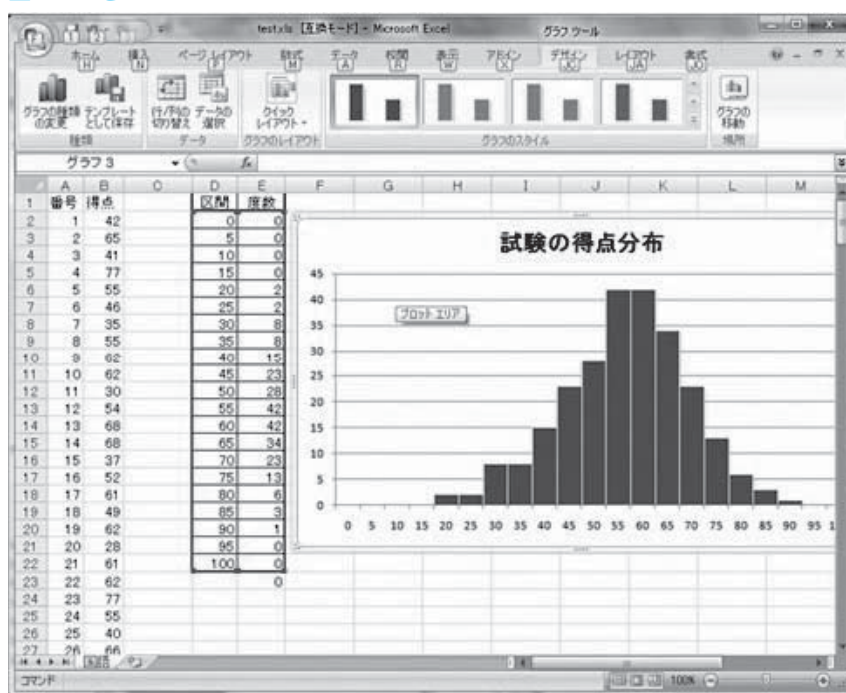 test.xls [互換モード] - Microsoft Excel
グラフ ツール
ホーム 挿入 ページ レイアウト 数式 データ 校閲 表示 アドイン デザイン レイアウト 書式
H N P M A R W X JC JA JO
グラフの種類の変更 テンプレートとして保存 行/列の切り替え データの選択 クイックレイアウト グラフの移動
種類 データ グラフのレイアウト グラフのスタイル 場所
グラフ 3 fx
A B C D E F G H I J K L M
1 番号 得点 区間 度数
2 1 42 0 0
3 2 65 5 0
4 3 41 10 0
5 4 77 15 0
6 5 55 20 2
7 6 46 25 2
8 7 35 30 8
9 8 55 35 8
10 9 62 40 15
11 10 62 45 23
12 11 30 50 28
13 12 54 55 42
14 13 68 60 42
15 14 68 65 34
16 15 37 70 23
17 16 52 75 13
18 17 61 80 6
19 18 49 85 3
20 19 62 90 1
21 20 28 95 0
22 21 61 100 0
23 22 62 0
24 23 77
25 24 55
26 25 40
27 26 66
試験の得点分布
プロット エリア
45
40
35
30
25
20
15
10
5
0
0 5 10 15 20 25 30 35 40 45 50 55 60 65 70 75 80 85 90 95 1
コマンド
100%